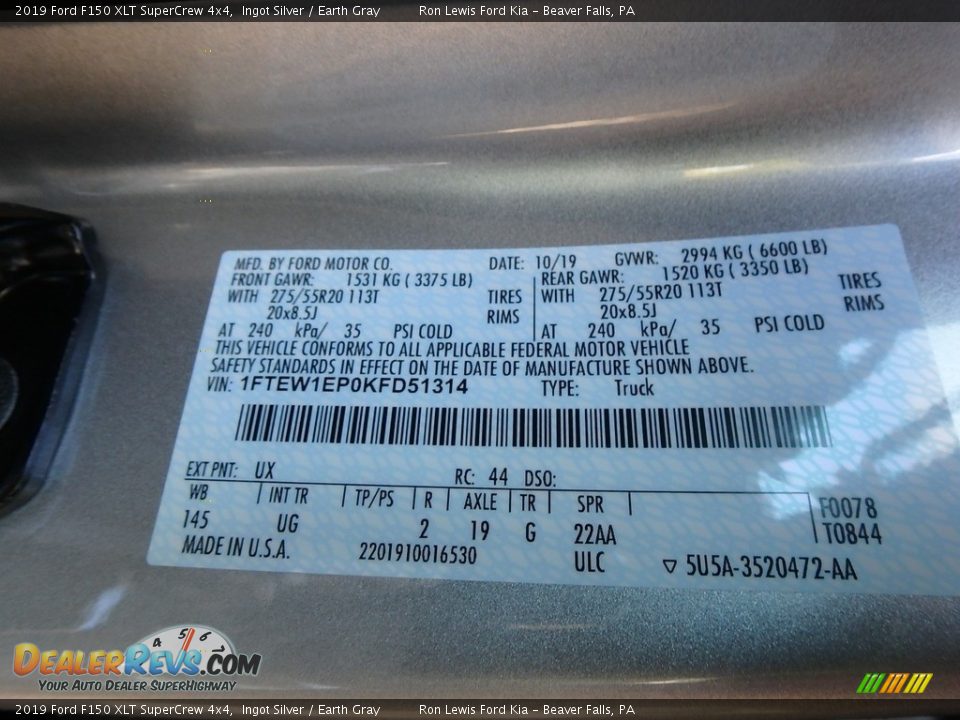 2019 Ford F150 XLT SuperCrew 4x4, Ingot Silver / Earth Gray Ron Lewis Ford Kia - Beaver Falls, PA
MFD. BY FORD MOTOR CO. DATE: 10/19 GVWR: 2994 KG ( 6600 LB)
FRONT GAWR: 1531 KG ( 3375 LB) REAR GAWR: 1520 KG ( 3350 LB)
WITH 275/55R20 113T TIRES WITH 275/55R20 113T TIRES
20x8.5J RIMS 20x8.5J RIMS
AT 240 kPa/ 35 PSI COLD AT 240 kPa/ 35 PSI COLD
THIS VEHICLE CONFORMS TO ALL APPLICABLE FEDERAL MOTOR VEHICLE
SAFETY STANDARDS IN EFFECT ON THE DATE OF MANUFACTURE SHOWN ABOVE.
VIN: 1FTEW1EP0KFD51314 TYPE: Truck
EXT PNT: UX RC: 44 DSO:
WB INT TR TP/PS R AXLE TR SPR F0078
145 UG 2 19 G 22AA T0844
MADE IN U.S.A. 2201910016530 ULC ▽ 5U5A-3520472-AA
4 5 6
DealerRevs.com
Your Auto Dealer SuperHighway
2019 Ford F150 XLT SuperCrew 4x4, Ingot Silver / Earth Gray Ron Lewis Ford Kia - Beaver Falls, PA